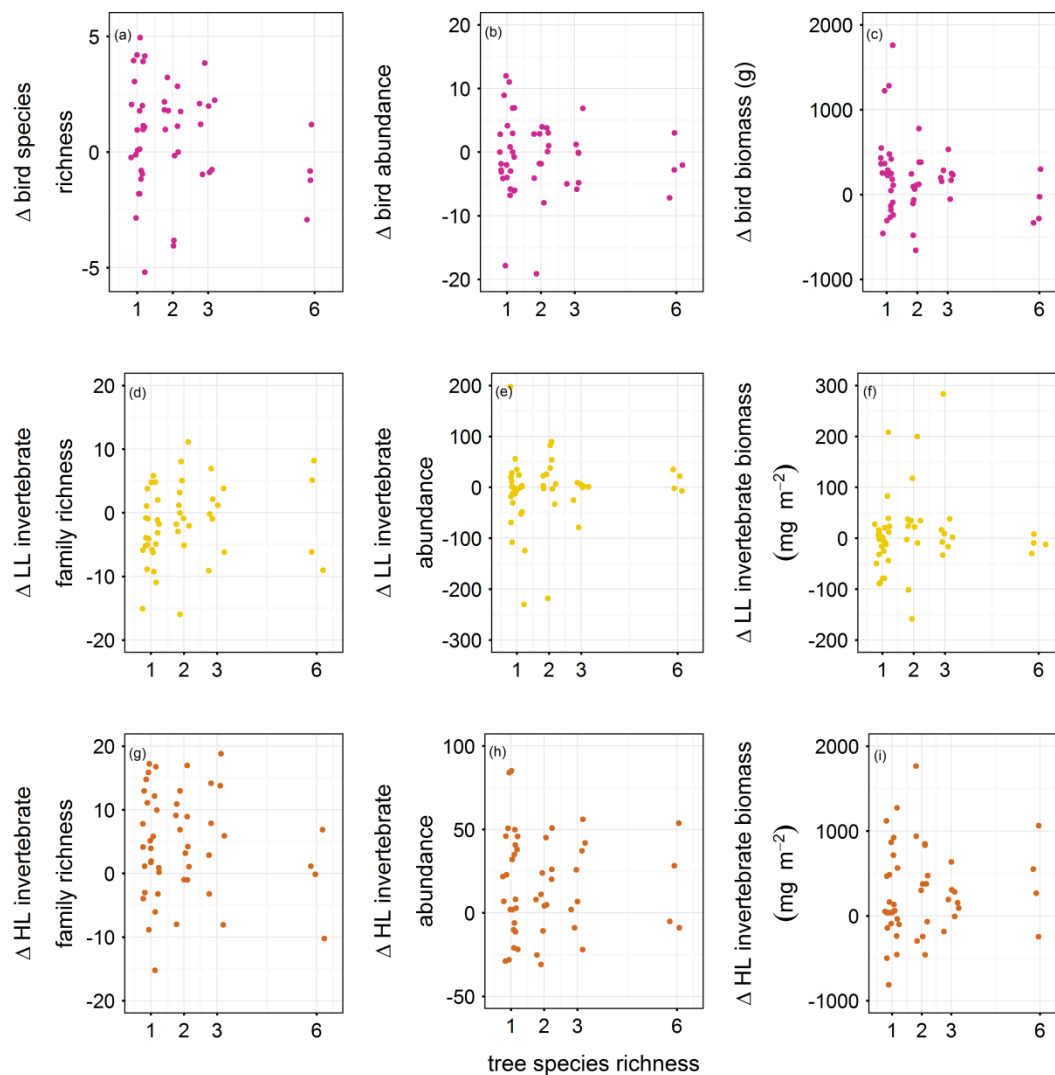 (a)
Δ bird species
richness
5
0
-5
1 2 3 6
(b)
Δ bird abundance
20
10
0
-10
-20
1 2 3 6
(c)
Δ bird biomass (g)
2000
1000
0
-1000
1 2 3 6
(d)
Δ LL invertebrate
family richness
20
10
0
-10
-20
1 2 3 6
(e)
Δ LL invertebrate
abundance
200
100
0
-100
-200
-300
1 2 3 6
(f)
Δ LL invertebrate biomass
(mg m−2)
300
200
100
0
-100
-200
1 2 3 6
(g)
Δ HL invertebrate
family richness
20
10
0
-10
-20
1 2 3 6
(h)
Δ HL invertebrate
abundance
100
50
0
-50
1 2 3 6
(i)
Δ HL invertebrate biomass
(mg m−2)
2000
1000
0
-1000
1 2 3 6
tree species richness